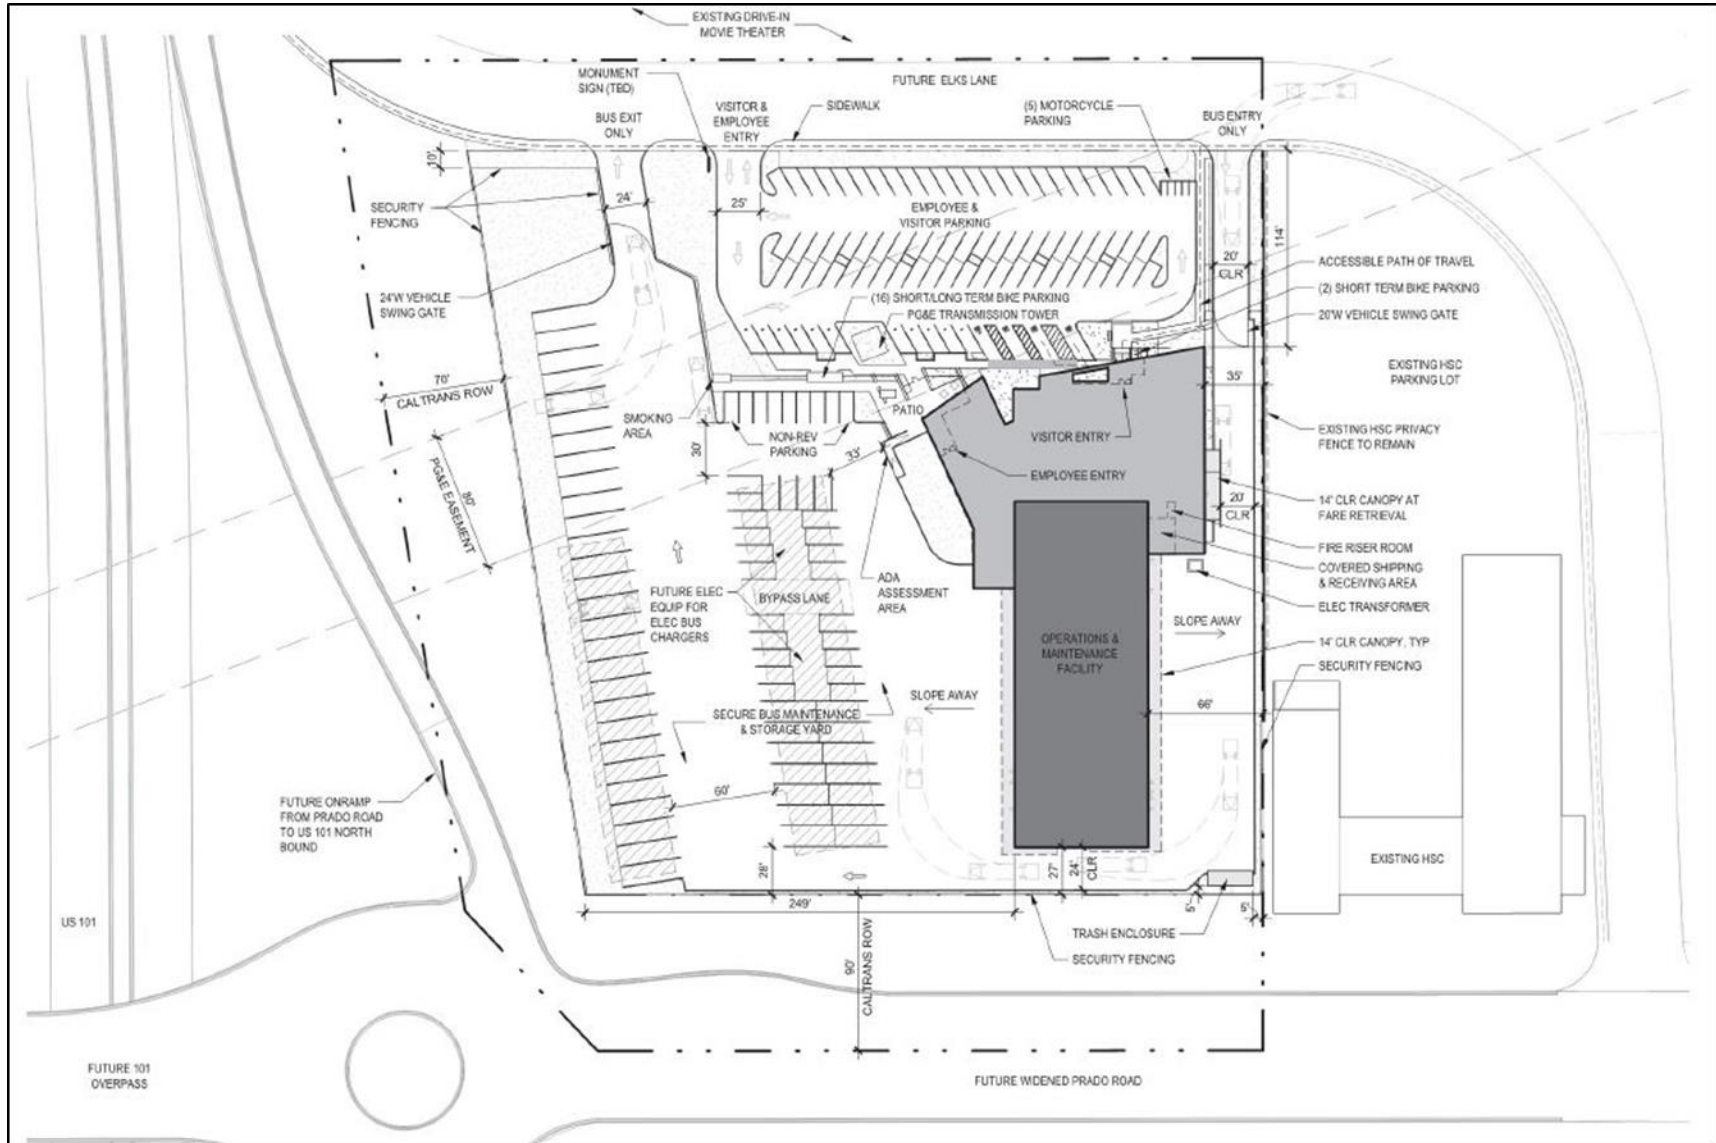 EXISTING DRIVE-IN
MOVIE THEATER
MONUMENT
SIGN (TBD)
FUTURE ELKS LANE
BUS EXIT
ONLY
VISITOR &
EMPLOYEE
ENTRY
SIDEWALK
(5) MOTORCYCLE
PARKING
BUS ENTRY
ONLY
10'
SECURITY
FENCING
24'
25'
EMPLOYEE &
VISITOR PARKING
114'
20'
CLR
ACCESSIBLE PATH OF TRAVEL
(2) SHORT TERM BIKE PARKING
20'W VEHICLE SWING GATE
24'W VEHICLE
SWING GATE
(16) SHORT/LONG TERM BIKE PARKING
PG&E TRANSMISSION TOWER
EXISTING HSC
PARKING LOT
70'
CALTRANS ROW
35'
SMOKING
AREA
PATIO
NON-REV
PARKING
30'
33'
VISITOR ENTRY
EMPLOYEE ENTRY
EXISTING HSC PRIVACY
FENCE TO REMAIN
80'
PG&E EASEMENT
20'
CLR
14' CLR CANOPY AT
FARE RETRIEVAL
FIRE RISER ROOM
COVERED SHIPPING
& RECEIVING AREA
ELEC TRANSFORMER
FUTURE ELEC
EQUIP FOR
ELEC BUS
CHARGERS
BYPASS LANE
ADA
ASSESSMENT
AREA
SLOPE AWAY
OPERATIONS &
MAINTENANCE
FACILITY
14' CLR CANOPY, TYP
SECURITY FENCING
SLOPE AWAY
66'
SECURE BUS MAINTENANCE
& STORAGE YARD
60'
FUTURE ONRAMP
FROM PRADO ROAD
TO US 101 NORTH
BOUND
28'
27'
24'
CLR
EXISTING HSC
249'
5'
5'
US 101
TRASH ENCLOSURE
SECURITY FENCING
90'
CALTRANS ROW
FUTURE 101
OVERPASS
FUTURE WIDENED PRADO ROAD